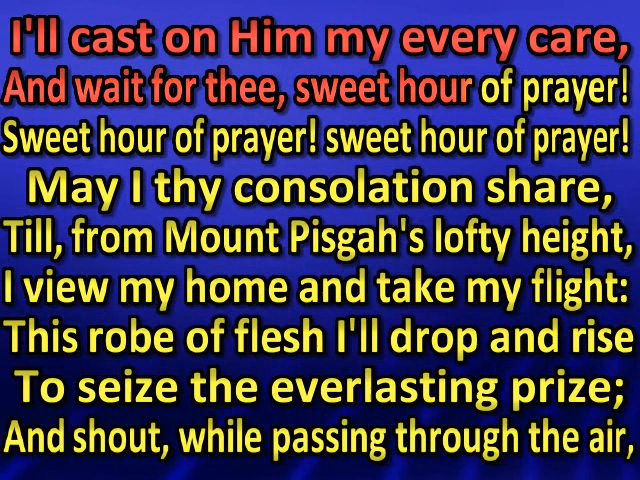 I'll cast on Him my every care,
And wait for thee, sweet hour of prayer!
Sweet hour of prayer! sweet hour of prayer!
May I thy consolation share,
Till, from Mount Pisgah's lofty height,
I view my home and take my flight:
This robe of flesh I'll drop and rise
To seize the everlasting prize;
And shout, while passing through the air,